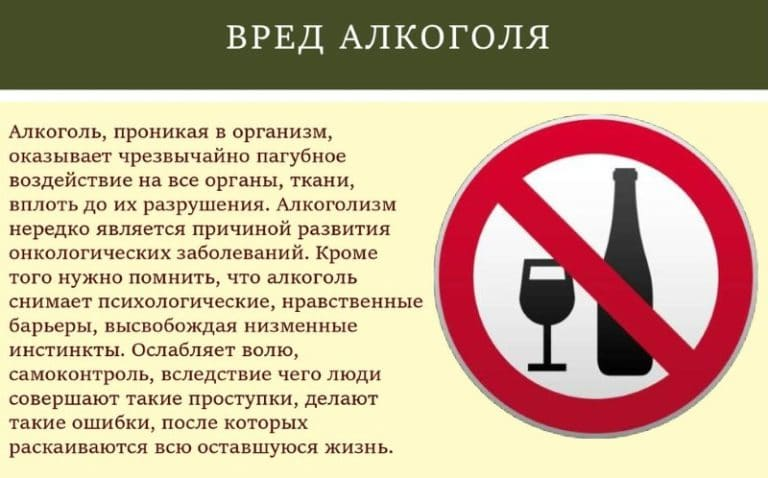 ВРЕД АЛКОГОЛЯ
Алкоголь, проникая в организм,
оказывает чрезвычайно пагубное
воздействие на все органы, ткани,
вплоть до их разрушения. Алкоголизм
нередко является причиной развития
онкологических заболеваний. Кроме
того нужно помнить, что алкоголь
снимает психологические, нравственные
барьеры, высвобождая низменные
инстинкты. Ослабляет волю,
самоконтроль, вследствие чего люди
совершают такие проступки, делают
такие ошибки, после которых
раскаиваются всю оставшуюся жизнь.